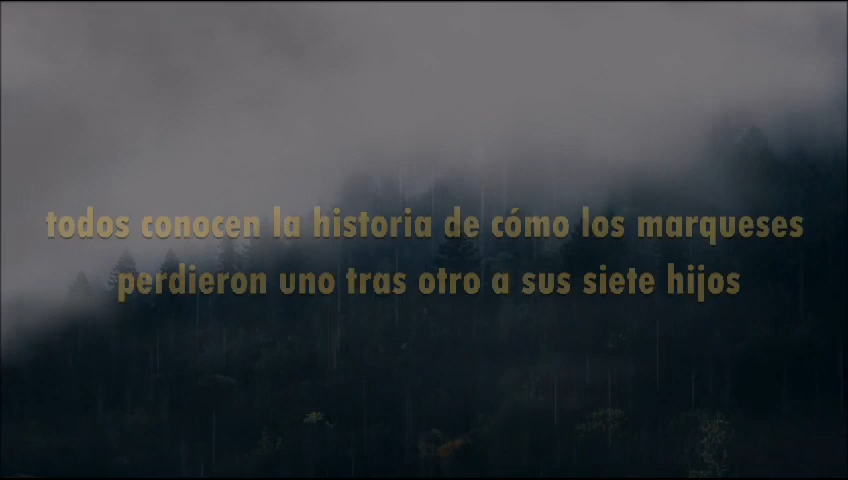 todos conocen la historia de cómo los marqueses
perdieron uno tras otro a sus siete hijos